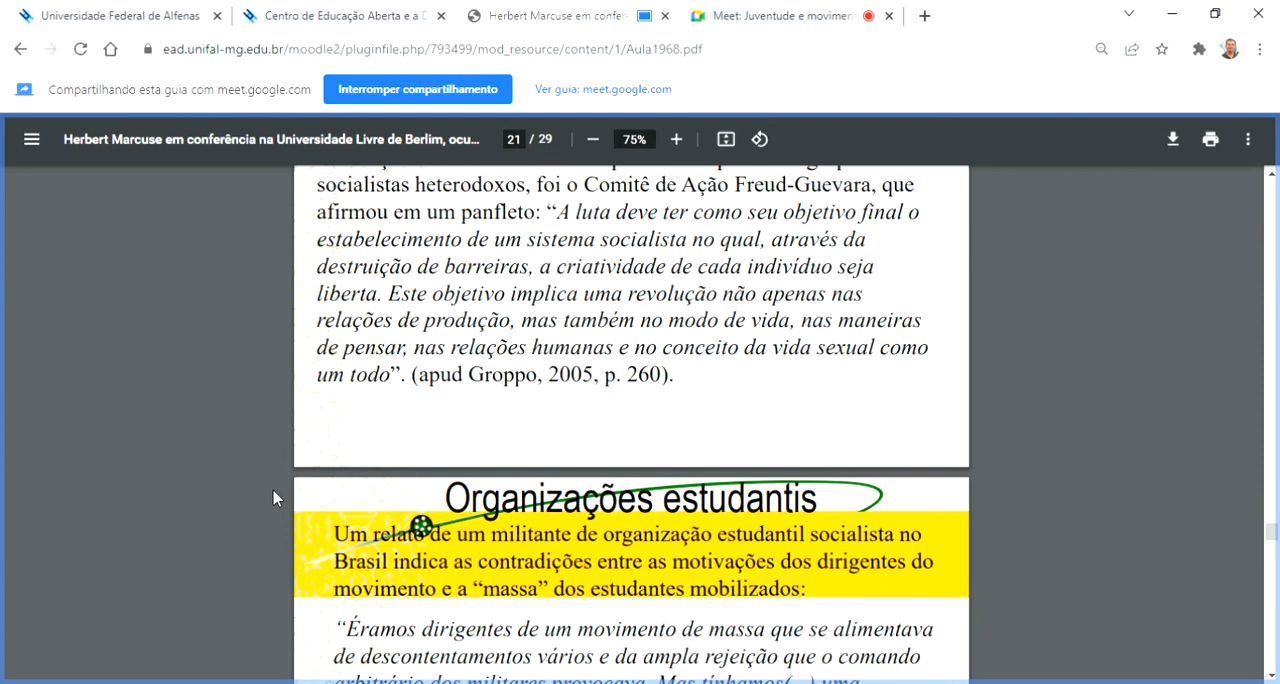 Universidade Federal de Alfenas
Centro de Educação Aberta e a D
Herbert Marcuse em confer
Meet: Juventude e movimen
ead.unifal-mg.edu.br/moodle2/pluginfile.php/793499/mod_resource/content/1/Aula1968.pdf
Compartilhando esta guia com meet.google.com
Interromper compartilhamento
Ver guia: meet.google.com
Herbert Marcuse em conferência na Universidade Livre de Berlim, ocu...
21 / 29
75%
socialistas heterodoxos, foi o Comitê de Ação Freud-Guevara, que
afirmou em um panfleto: “A luta deve ter como seu objetivo final o
estabelecimento de um sistema socialista no qual, através da
destruição de barreiras, a criatividade de cada indivíduo seja
liberta. Este objetivo implica uma revolução não apenas nas
relações de produção, mas também no modo de vida, nas maneiras
de pensar, nas relações humanas e no conceito da vida sexual como
um todo”. (apud Groppo, 2005, p. 260).
Organizações estudantis
Um relato de um militante de organização estudantil socialista no
Brasil indica as contradições entre as motivações dos dirigentes do
movimento e a “massa” dos estudantes mobilizados:
“Éramos dirigentes de um movimento de massa que se alimentava
de descontentamentos vários e da ampla rejeição que o comando
arbitrário dos militares provocava. Mas tínhamos(...) uma